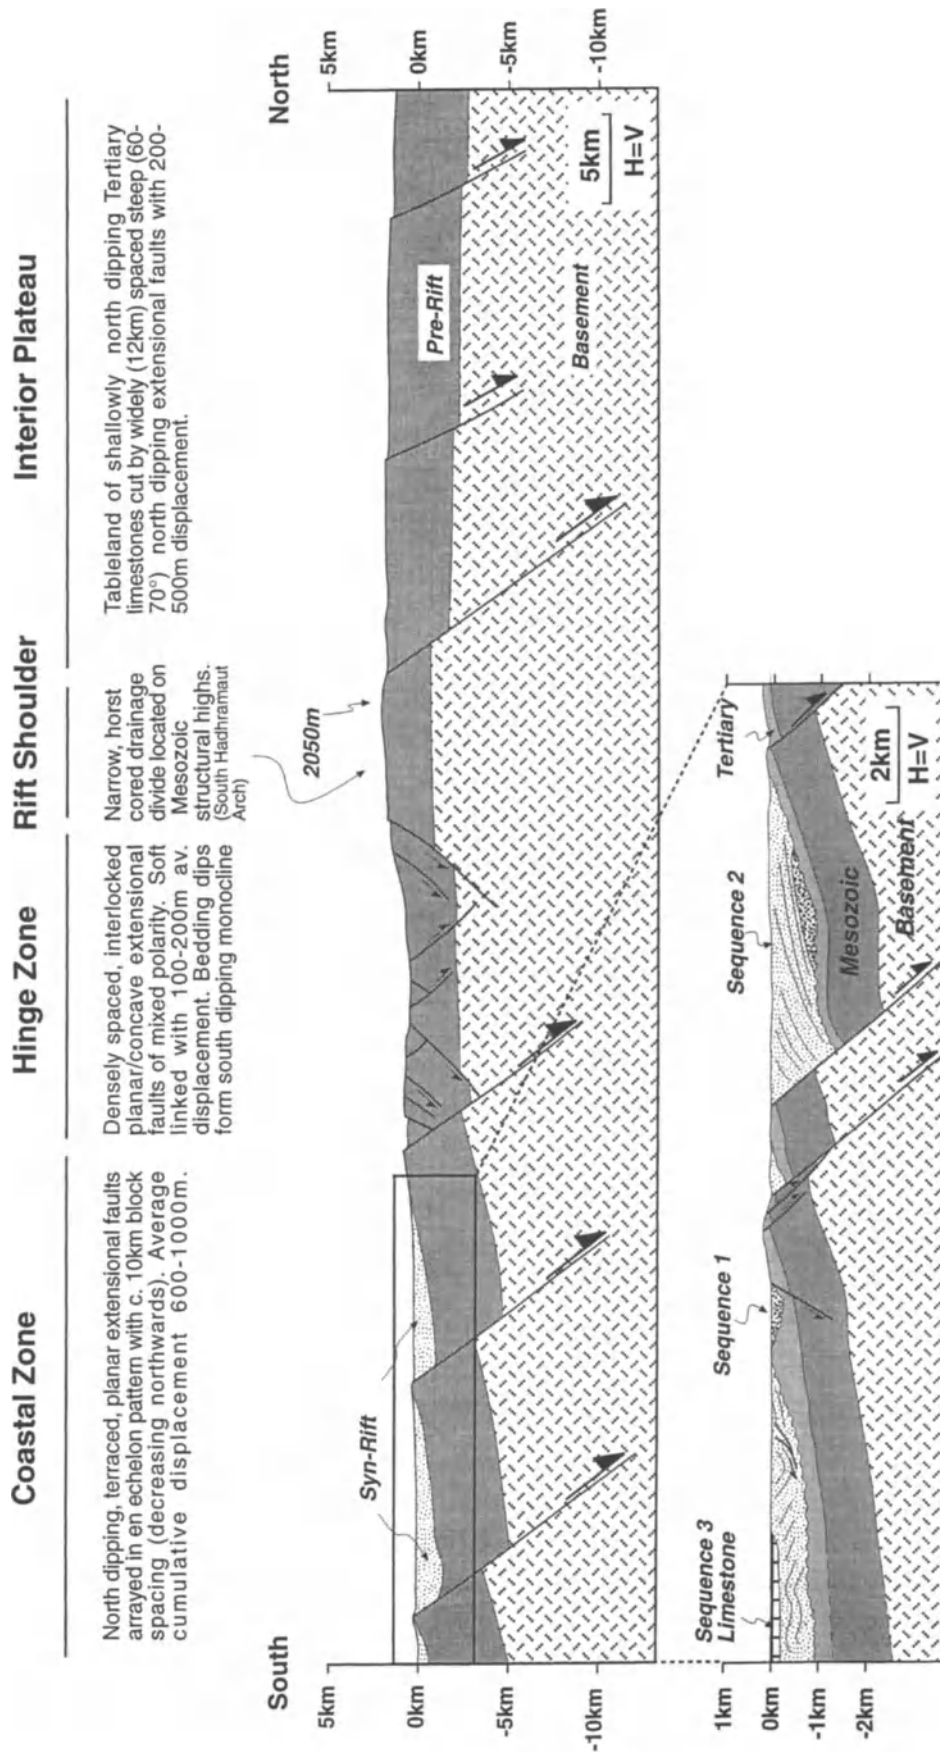 Coastal Zone
Hinge Zone
Rift Shoulder
Interior Plateau
North dipping, terraced, planar extensional faults
arrayed in en echelon pattern with c. 10km block
spacing (decreasing northwards). Average
cumulative displacement 600-1000m.
Densely spaced, interlocked
planar/concave extensional
faults of mixed polarity. Soft
linked with 100-200m av.
displacement. Bedding dips
form south dipping monocline
Narrow, horst
cored drainage
divide located on
Mesozoic
structural highs.
(South Hadhramaut
Arch)
Tableland of shallowly north dipping Tertiary
limestones cut by widely (12km) spaced steep (60-
70°) north dipping extensional faults with 200-
500m displacement.
South
North
2050m
Syn-Rift
Pre-Rift
Basement
5km
0km
-5km
-10km
5km
0km
-5km
-10km
5km
H=V
Sequence 3
Limestone
Sequence 1
Sequence 2
Tertiary
Mesozoic
Basement
1km
0km
-1km
-2km
2km
H=V